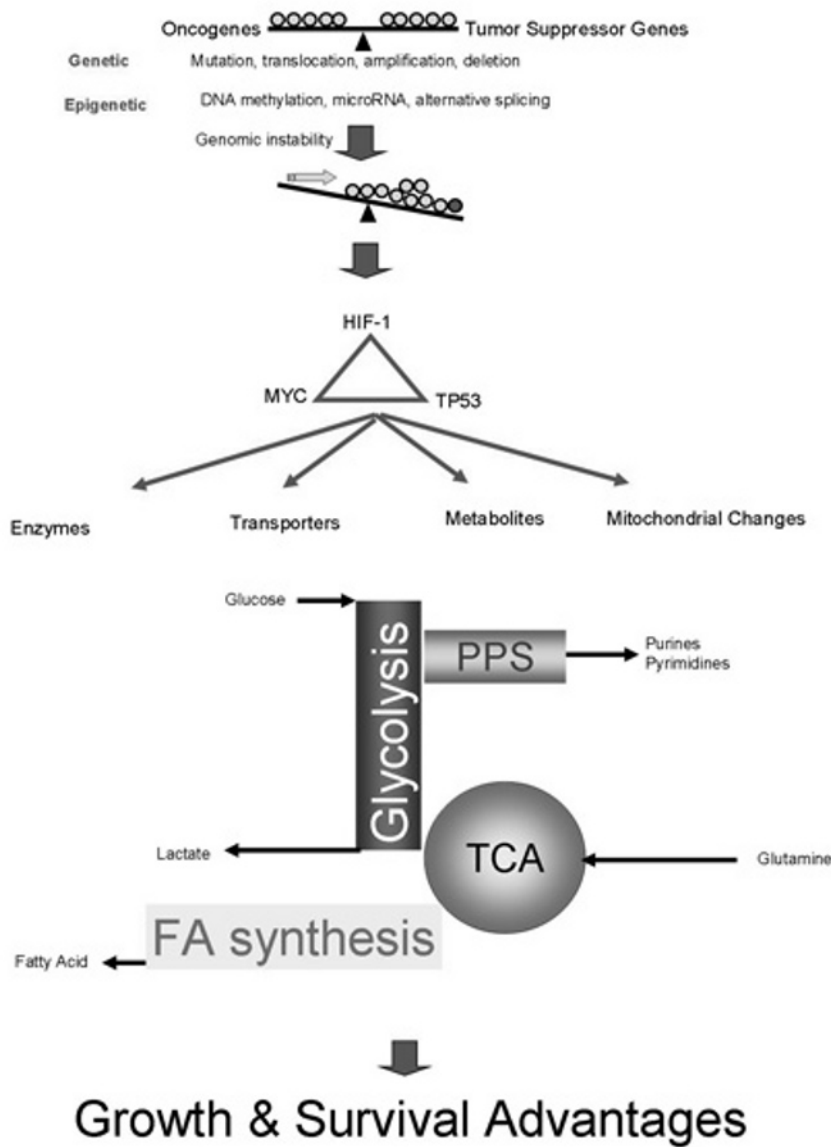 Oncogenes Tumor Suppressor Genes
Genetic Mutation, translocation, amplification, deletion
Epigenetic DNA methylation, microRNA, alternative splicing
Genomic instability
HIF-1
MYC TP53
Enzymes Transporters Metabolites Mitochondrial Changes
Glucose
Glycolysis
PPS
Purines
Pyrimidines
Lactate
TCA
Glutamine
FA synthesis
Fatty Acid
Growth & Survival Advantages